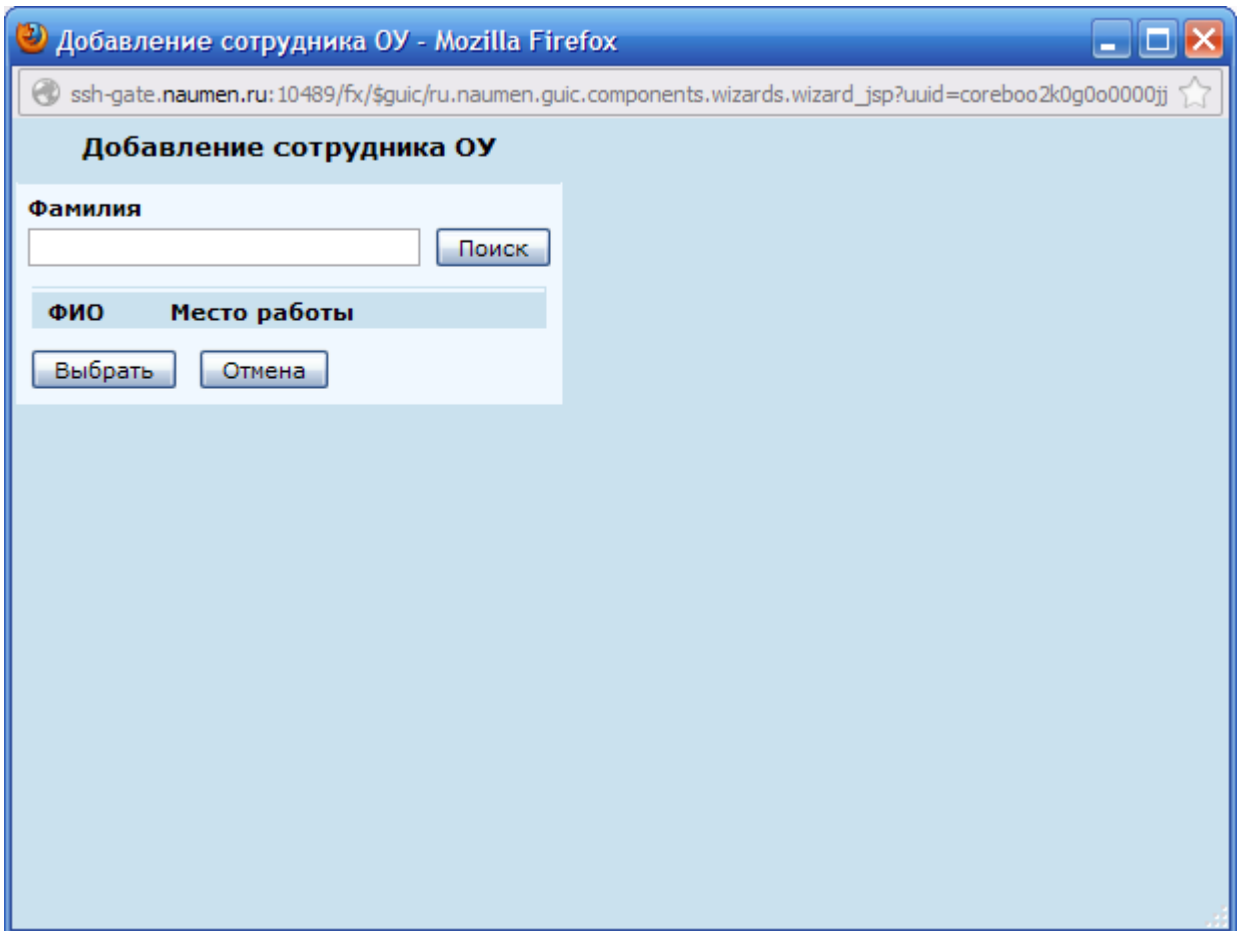 Добавление сотрудника ОУ - Mozilla Firefox
ssh-gate.naumen.ru:10489/fx/$guic/ru.naumen.guic.components.wizards.wizard_jsp?uuid=coreboo2k0g0o0000jj
Добавление сотрудника ОУ
Фамилия
Поиск
ФИО Место работы
Выбрать Отмена